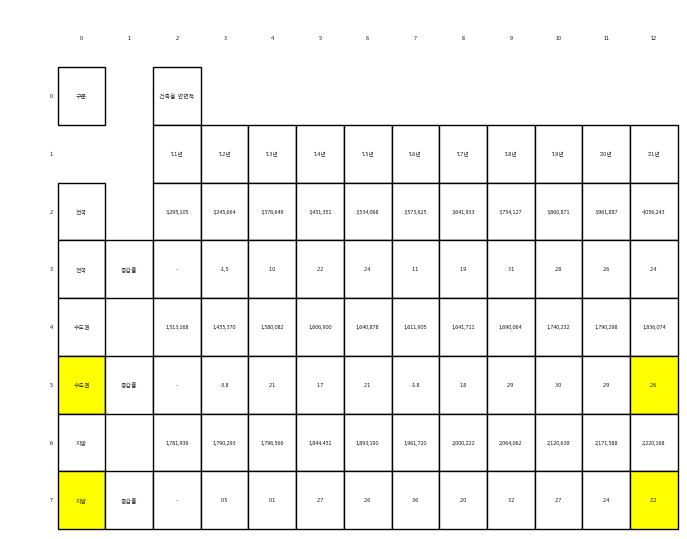 0 1 2 3 4 5 6 7 8 9 10 11 12
0 구분 건축물 연면적
1 '11년 '12년 '13년 '14년 '15년 '16년 '17년 '18년 '19년 '20년 '21년
2 전국 3,295,105 3,245,664 3,376,649 3,451,351 3,534,068 3,573,625 3,641,933 3,754,127 3,860,871 3,961,887 4,056,243
3 전국 증감률 - -1.5 1.0 2.2 2.4 1.1 1.9 3.1 2.8 2.6 2.4
4 수도권 1,513,168 1,455,370 1,580,082 1,606,900 1,640,878 1,611,905 1,641,711 1,690,064 1,740,232 1,790,298 1,836,074
5 수도권 증감률 - -3.8 2.1 1.7 2.1 -1.8 1.8 2.9 3.0 2.9 2.6
6 지방 1,781,936 1,790,293 1,796,566 1,844,451 1,893,190 1,961,720 2,000,222 2,064,062 2,120,639 2,171,588 2,220,168
7 지방 증감률 - 0.5 0.1 2.7 2.6 3.6 2.0 3.2 2.7 2.4 2.2